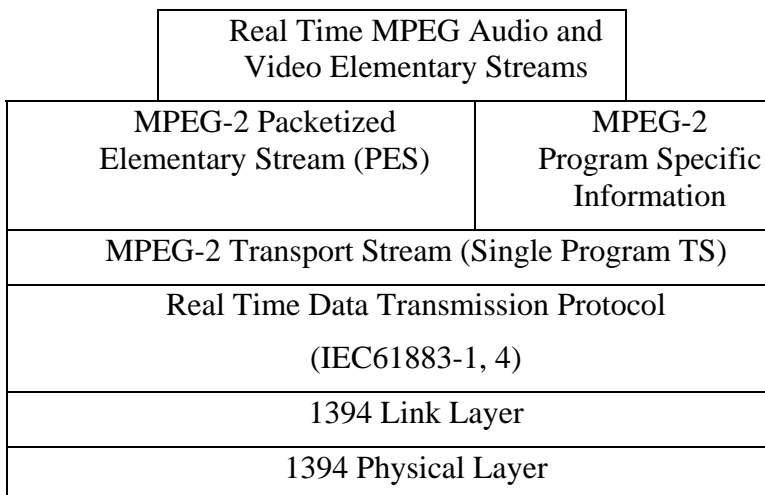 Real Time MPEG Audio and
Video Elementary Streams
MPEG-2 Packetized
Elementary Stream (PES)
MPEG-2
Program Specific
Information
MPEG-2 Transport Stream (Single Program TS)
Real Time Data Transmission Protocol
(IEC61883-1, 4)
1394 Link Layer
1394 Physical Layer